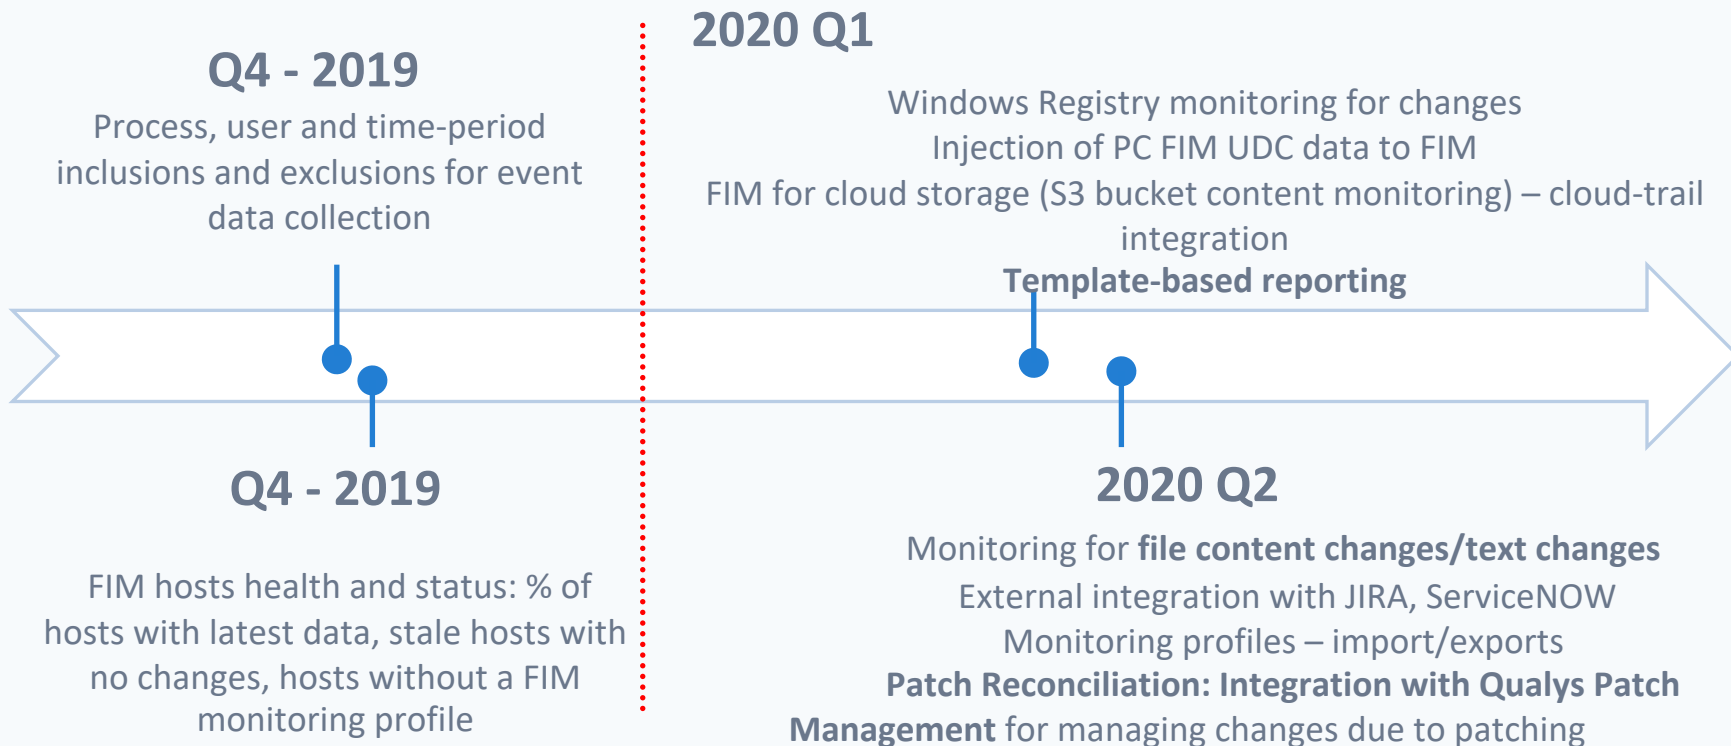 Q4 - 2019
Process, user and time-period
inclusions and exclusions for event
data collection
2020 Q1
Windows Registry monitoring for changes
Injection of PC FIM UDC data to FIM
FIM for cloud storage (S3 bucket content monitoring) – cloud-trail
integration
Template-based reporting
Q4 - 2019
FIM hosts health and status: % of
hosts with latest data, stale hosts with
no changes, hosts without a FIM
monitoring profile
2020 Q2
Monitoring for file content changes/text changes
External integration with JIRA, ServiceNOW
Monitoring profiles – import/exports
Patch Reconciliation: Integration with Qualys Patch
Management for managing changes due to patching